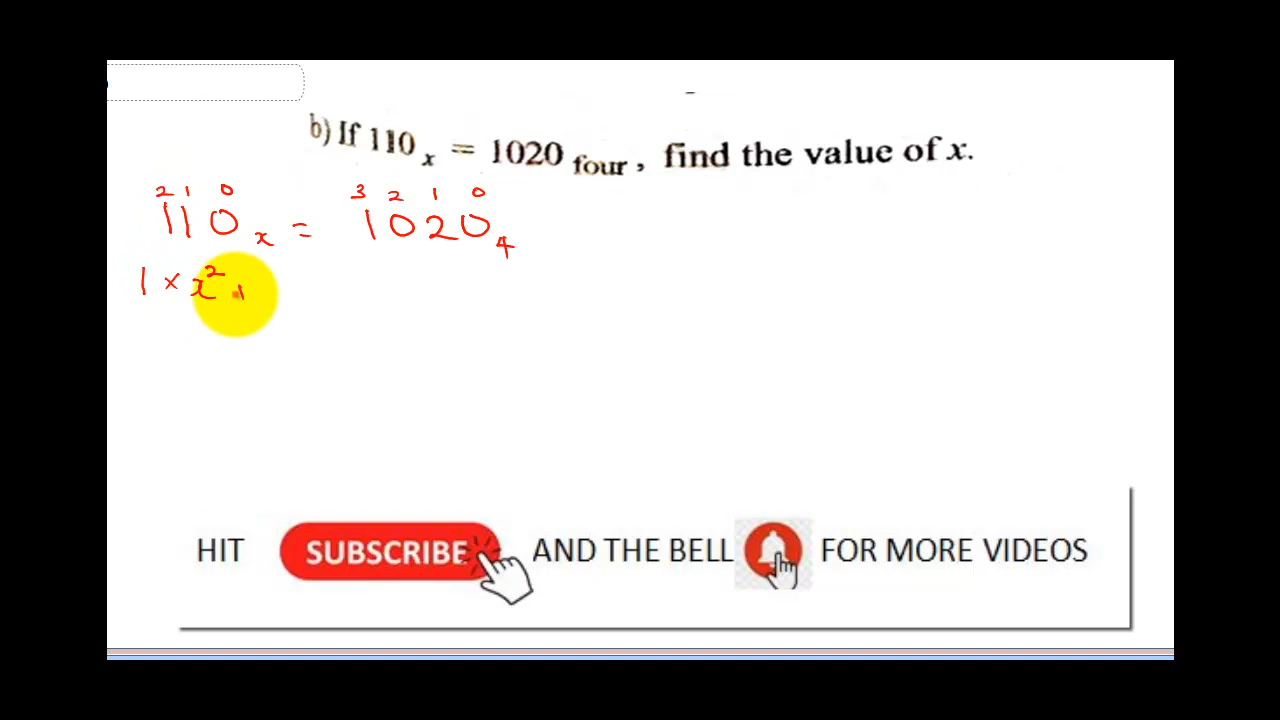 b) If 110 x = 1020 four , find the value of x.
2 1 0 3 2 1 0
110 x = 1020 4
1 × x²
HIT SUBSCRIBE AND THE BELL FOR MORE VIDEOS